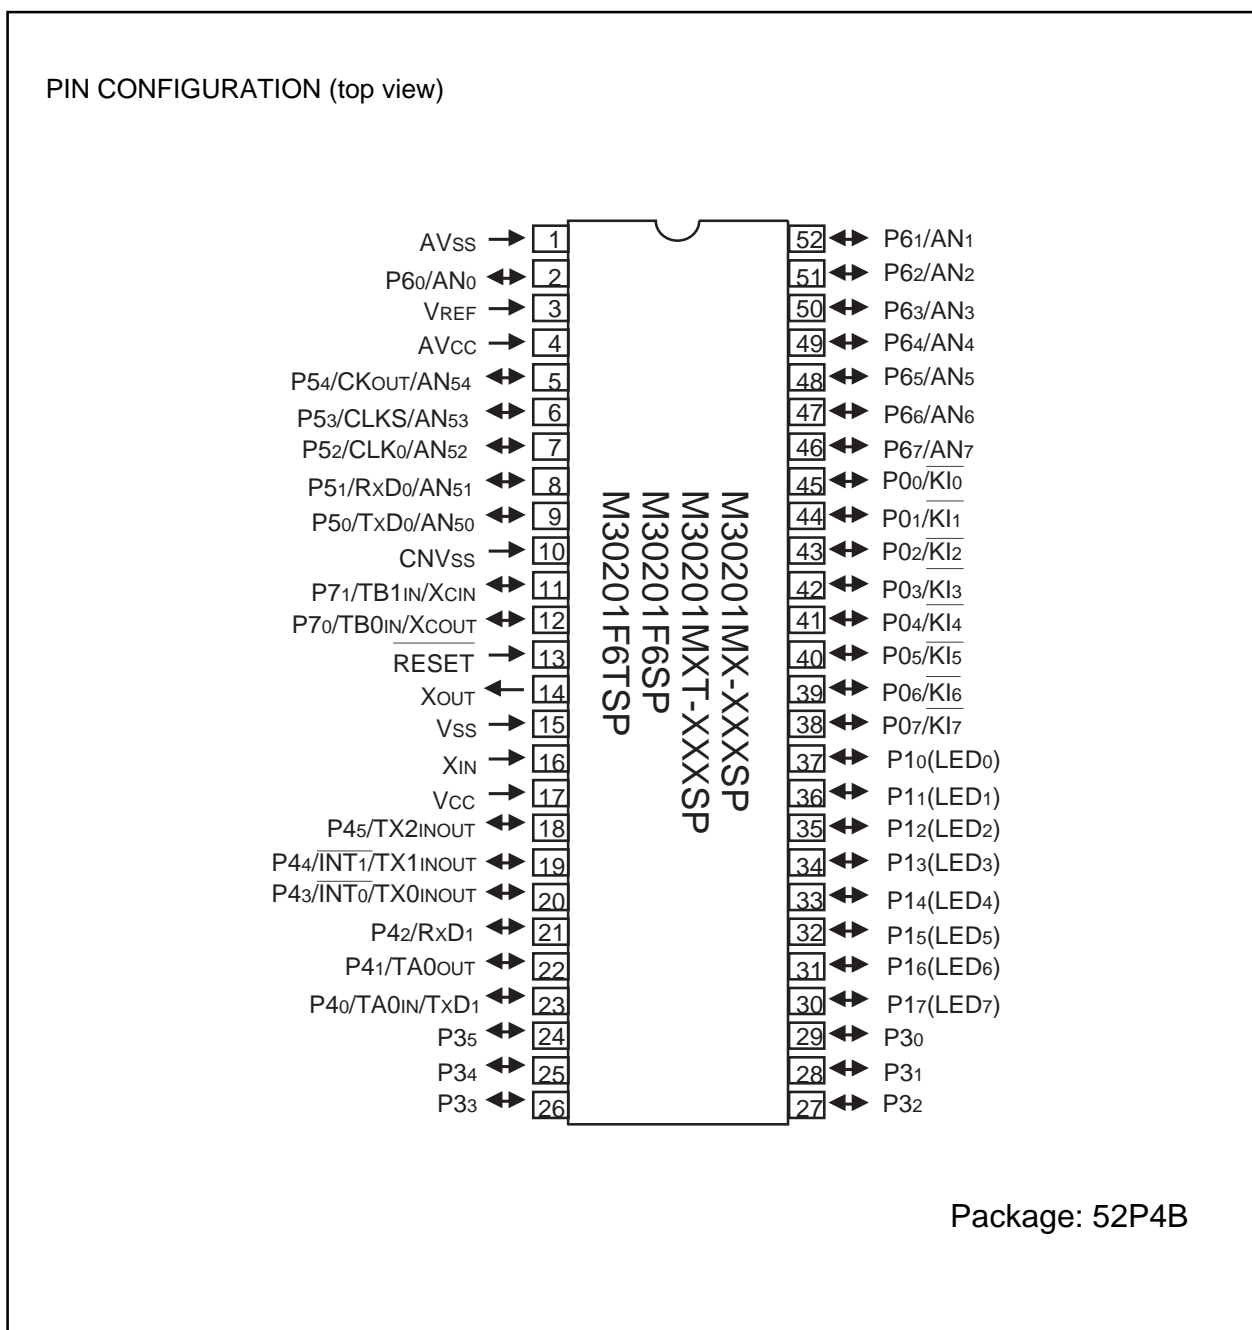 PIN CONFIGURATION (top view)
AVSS 1
P60/AN0 2
VREF 3
AVCC 4
P54/CKOUT/AN54 5
P53/CLKS/AN53 6
P52/CLK0/AN52 7
P51/RXD0/AN51 8
P50/TXD0/AN50 9
CNVSS 10
P71/TB1IN/XCIN 11
P70/TB0IN/XCOUT 12
RESET 13
XOUT 14
VSS 15
XIN 16
VCC 17
P45/TX2INOUT 18
P44/INT1/TX1INOUT 19
P43/INT0/TX0INOUT 20
P42/RXD1 21
P41/TA0OUT 22
P40/TA0IN/TXD1 23
P35 24
P34 25
P33 26
M30201MX-XXXSP
M30201MXT-XXXSP
M30201F6SP
M30201F6TSP
52 P61/AN1
51 P62/AN2
50 P63/AN3
49 P64/AN4
48 P65/AN5
47 P66/AN6
46 P67/AN7
45 P00/KI0
44 P01/KI1
43 P02/KI2
42 P03/KI3
41 P04/KI4
40 P05/KI5
39 P06/KI6
38 P07/KI7
37 P10(LED0)
36 P11(LED1)
35 P12(LED2)
34 P13(LED3)
33 P14(LED4)
32 P15(LED5)
31 P16(LED6)
30 P17(LED7)
29 P30
28 P31
27 P32
Package: 52P4B